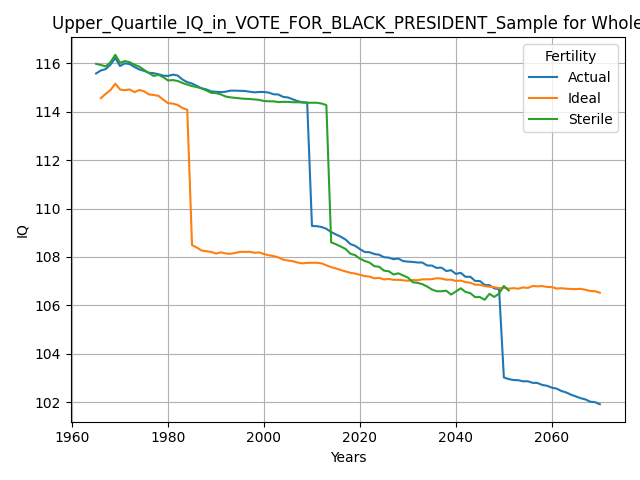 Upper_Quartile_IQ_in_VOTE_FOR_BLACK_PRESIDENT_Sample for Whole
Fertility
Actual
Ideal
Sterile
IQ
116
114
112
110
108
106
104
102
1960
1980
2000
2020
2040
2060
Years